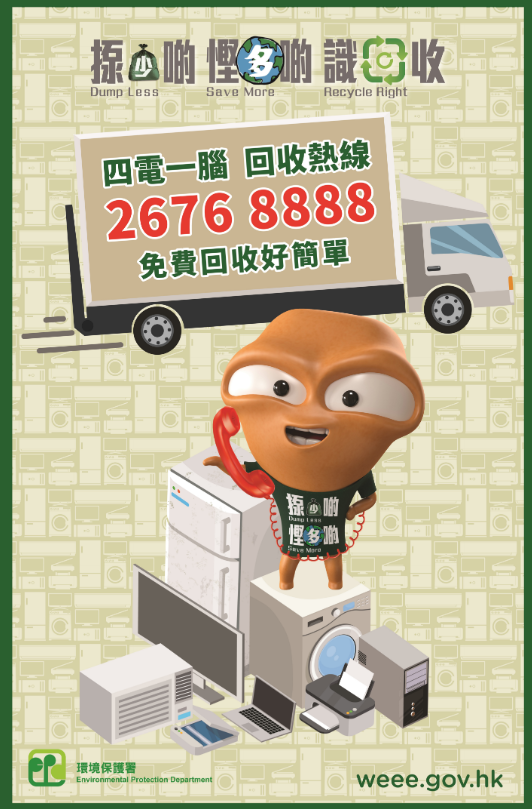 揼少啲 慳多啲 識回收
Dump Less Save More Recycle Right
四電一腦 回收熱線
2676 8888
免費回收好簡單
揼少啲
Dump Less
慳多啲
Save More
環境保護署
Environmental Protection Department
weee.gov.hk